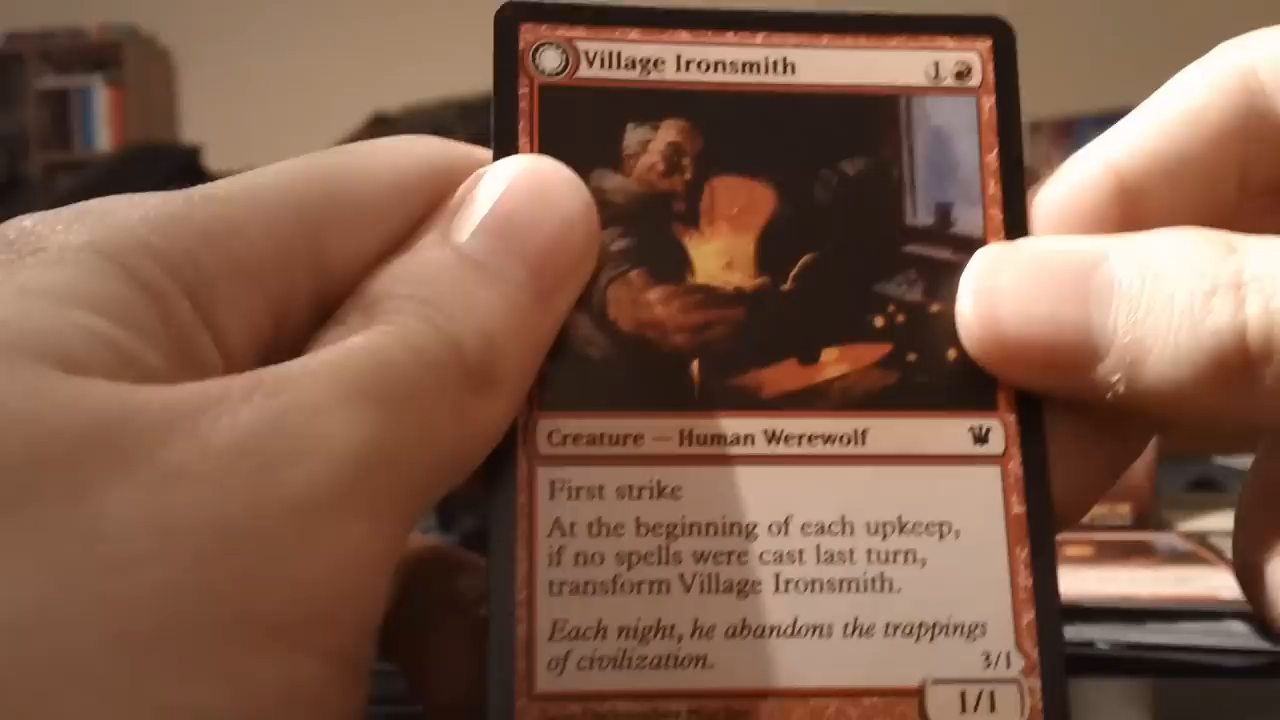 Village Ironsmith 1
Creature — Human Werewolf
First strike
At the beginning of each upkeep,
if no spells were cast last turn,
transform Village Ironsmith.
Each night, he abandons the trappings
of civilization.
3/1
1/1